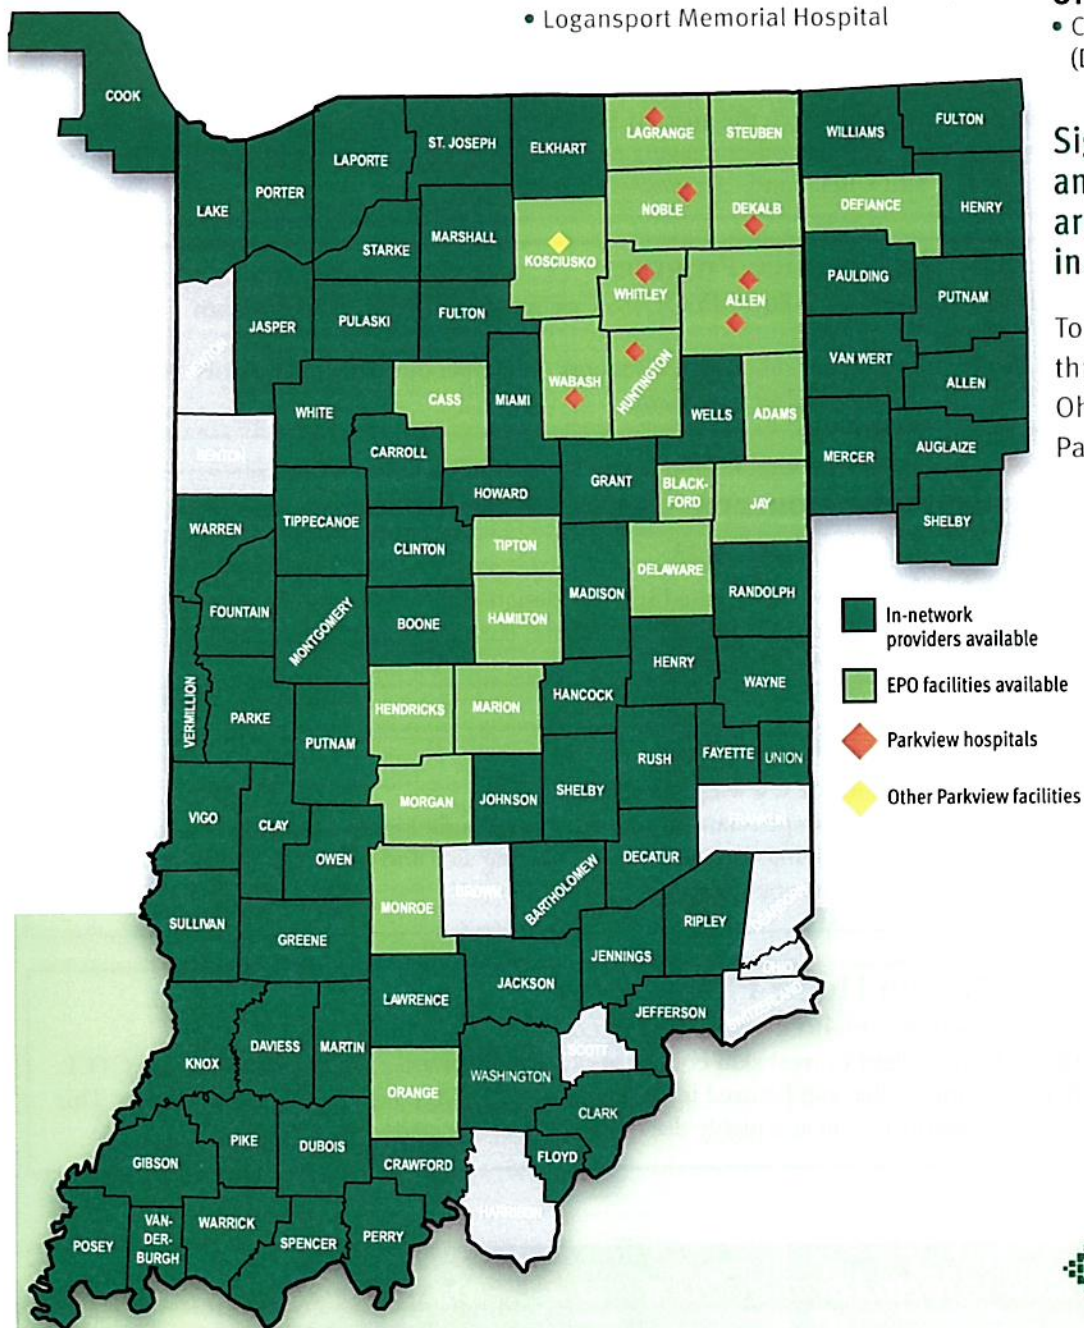 • Logansport Memorial Hospital
COOK
LAKE
PORTER
LAPORTE
ST. JOSEPH
ELKHART
LAGRANGE
STEUBEN
WILLIAMS
FULTON
STARKE
MARSHALL
KOSCIUSKO
NOBLE
DEKALB
DEFIANCE
HENRY
JASPER
PULASKI
FULTON
WHITLEY
ALLEN
PAULDING
PUTNAM
WHITE
CASS
MIAMI
WABASH
HUNTINGTON
WELLS
ADAMS
VAN WERT
ALLEN
BENTON
CARROLL
GRANT
BLACK-
FORD
JAY
MERCER
AUGLAIZE
WARREN
TIPPECANOE
HOWARD
CLINTON
TIPTON
DELAWARE
RANDOLPH
SHELBY
FOUNTAIN
MONTGOMERY
BOONE
HAMILTON
MADISON
HENRY
WAYNE
VERMILLION
PARKE
PUTNAM
HENDRICKS
MARION
HANCOCK
RUSH
FAYETTE
UNION
VIGO
CLAY
OWEN
MORGAN
JOHNSON
SHELBY
DECATUR
FRANKLIN
SULLIVAN
GREENE
MONROE
BROWN
BARTHOLOMEW
JENNINGS
RIPLEY
KNOX
DAVIESS
MARTIN
LAWRENCE
JACKSON
SCOTT
JEFFERSON
ORANGE
WASHINGTON
CLARK
GIBSON
PIKE
DUBOIS
CRAWFORD
HARRISON
FLOYD
POSEY
VAN-
DER-
BURGH
WARRICK
SPENCER
PERRY
In-network
providers available
EPO facilities available
Parkview hospitals
Other Parkview facilities